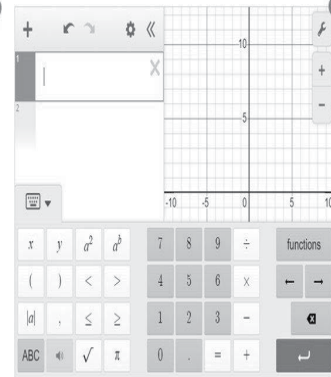 + «
10
+
1
-
5
2
-10 -5 0 5 10
x y a² aᵇ 7 8 9 ÷ functions
( ) < > 4 5 6 × ← →
|a| , ≤ ≥ 1 2 3 −
ABC √ π 0 . = +